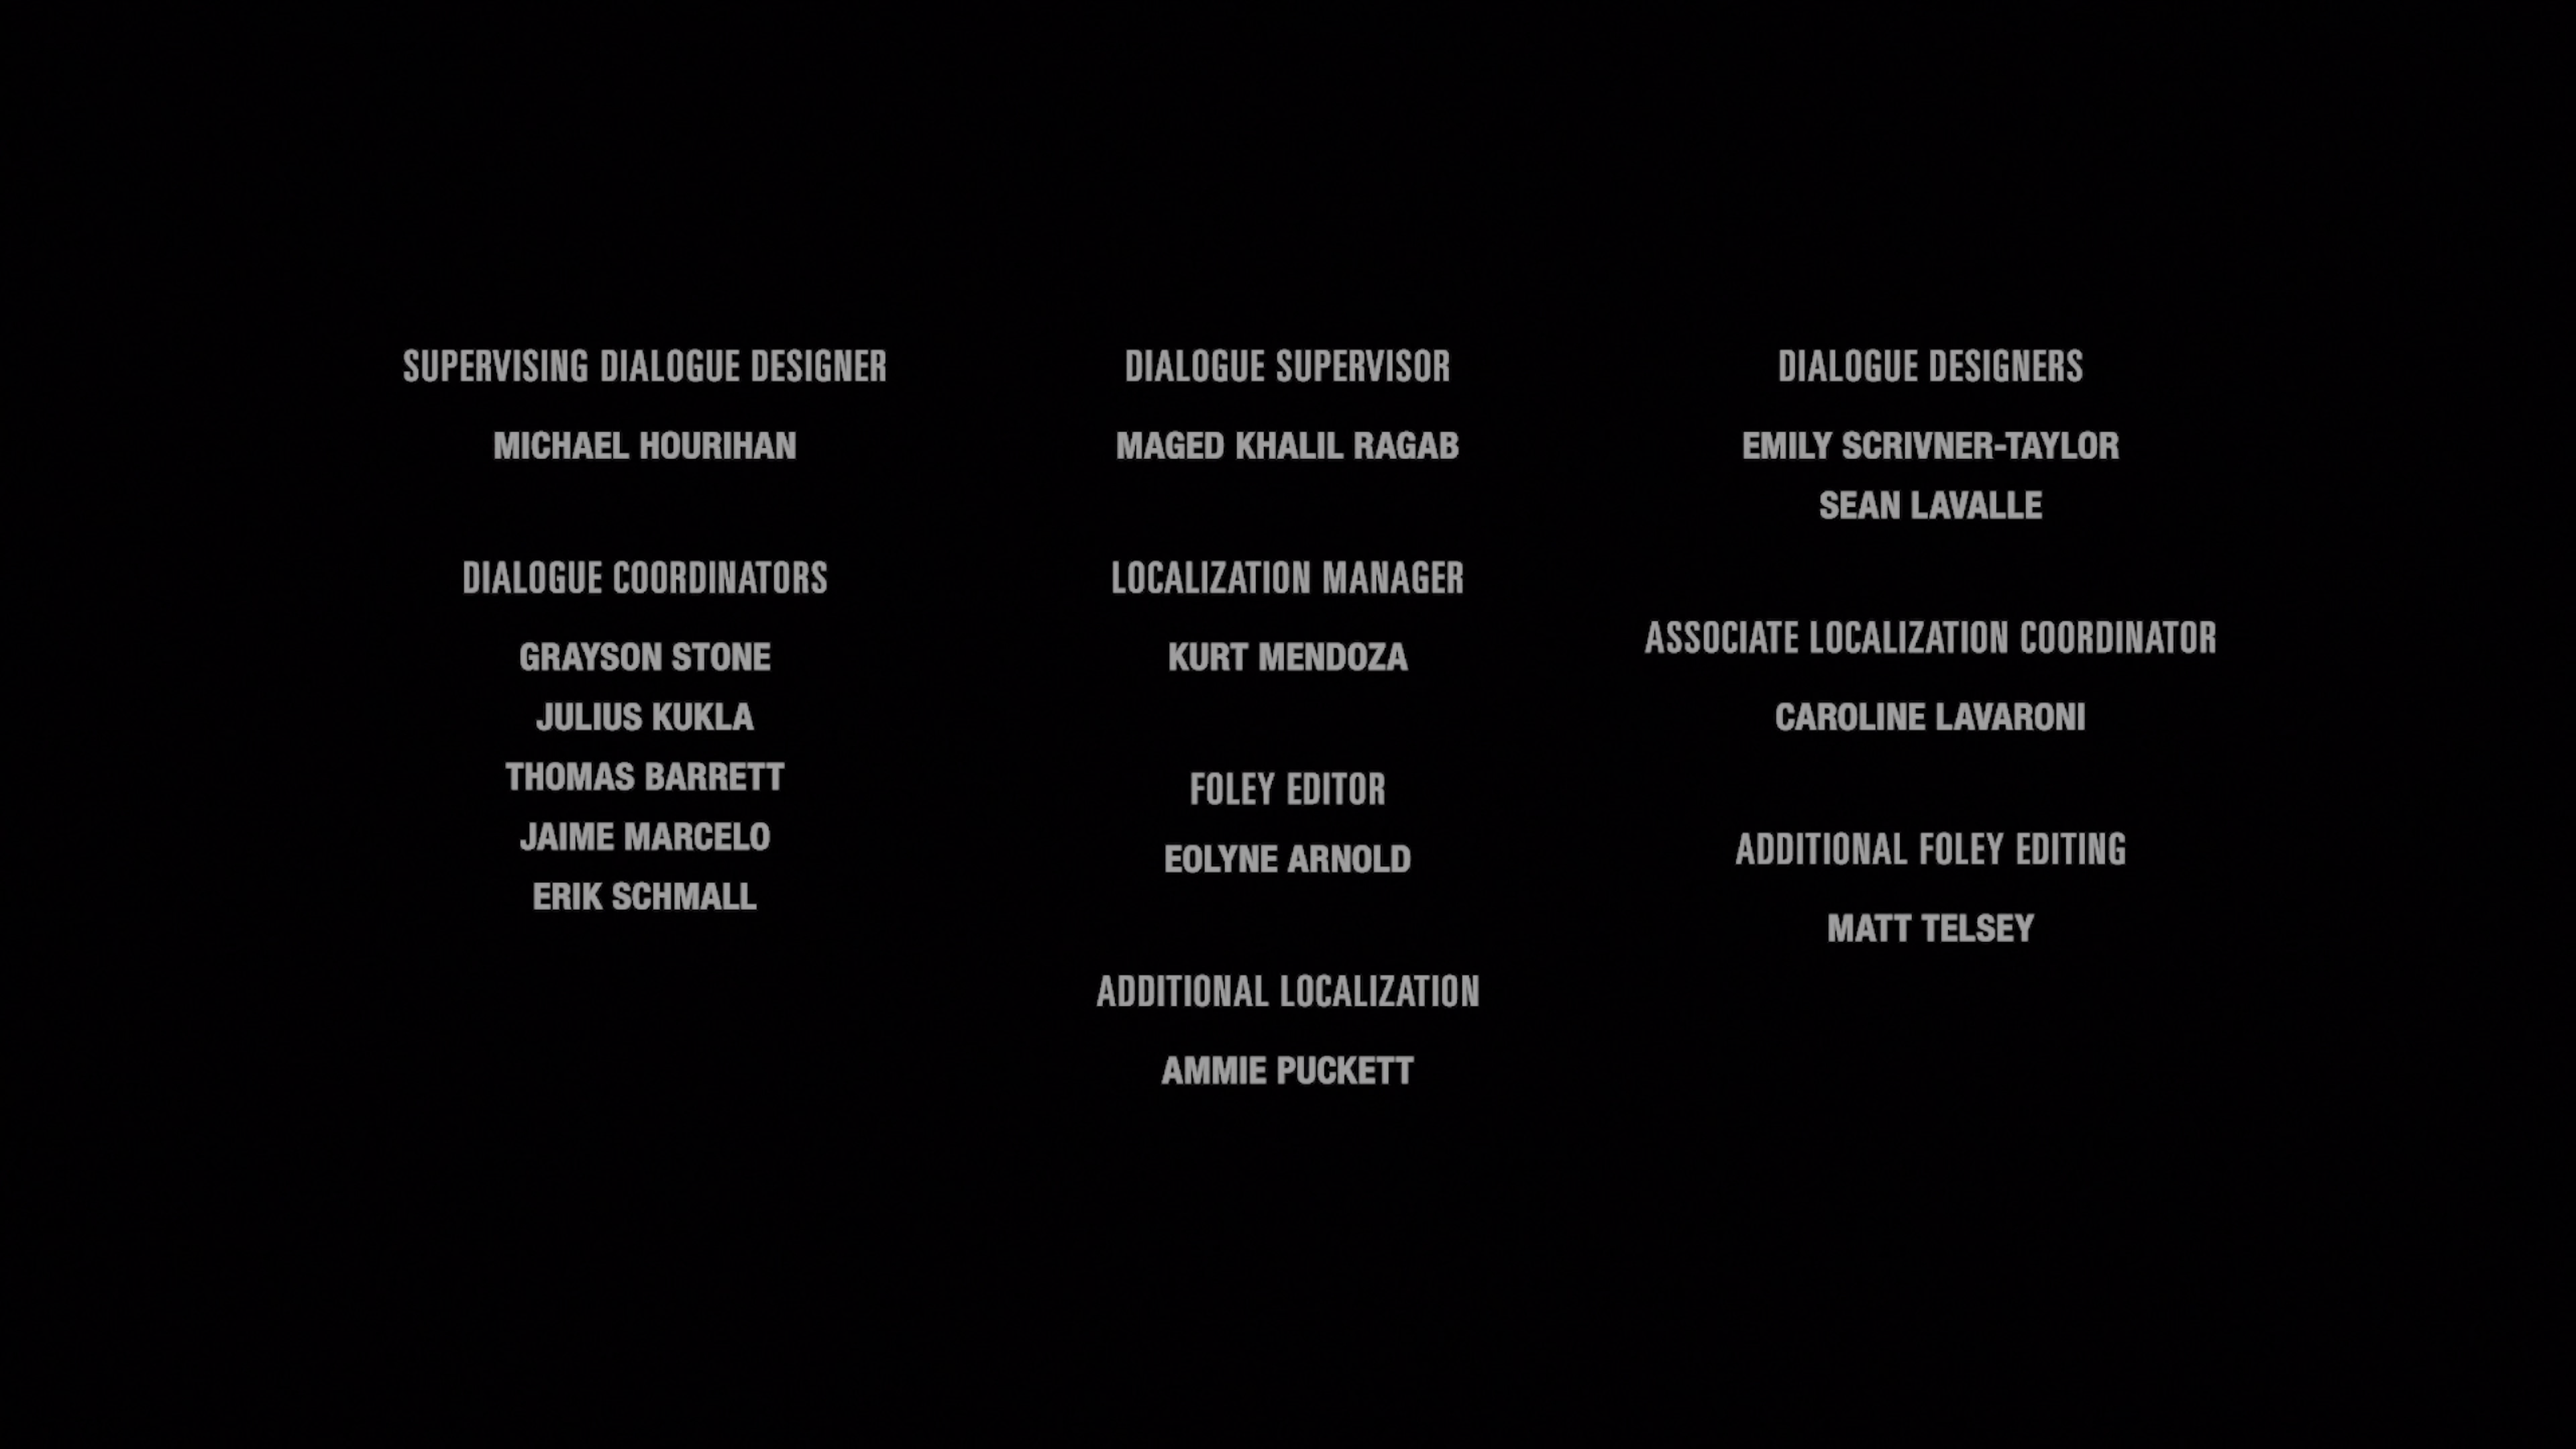 SUPERVISING DIALOGUE DESIGNER
MICHAEL HOURIHAN
DIALOGUE COORDINATORS
GRAYSON STONE
JULIUS KUKLA
THOMAS BARRETT
JAIME MARCELO
ERIK SCHMALL
DIALOGUE SUPERVISOR
MAGED KHALIL RAGAB
LOCALIZATION MANAGER
KURT MENDOZA
FOLEY EDITOR
EOLYNE ARNOLD
ADDITIONAL LOCALIZATION
AMMIE PUCKETT
DIALOGUE DESIGNERS
EMILY SCRIVNER-TAYLOR
SEAN LAVALLE
ASSOCIATE LOCALIZATION COORDINATOR
CAROLINE LAVARONI
ADDITIONAL FOLEY EDITING
MATT TELSEY